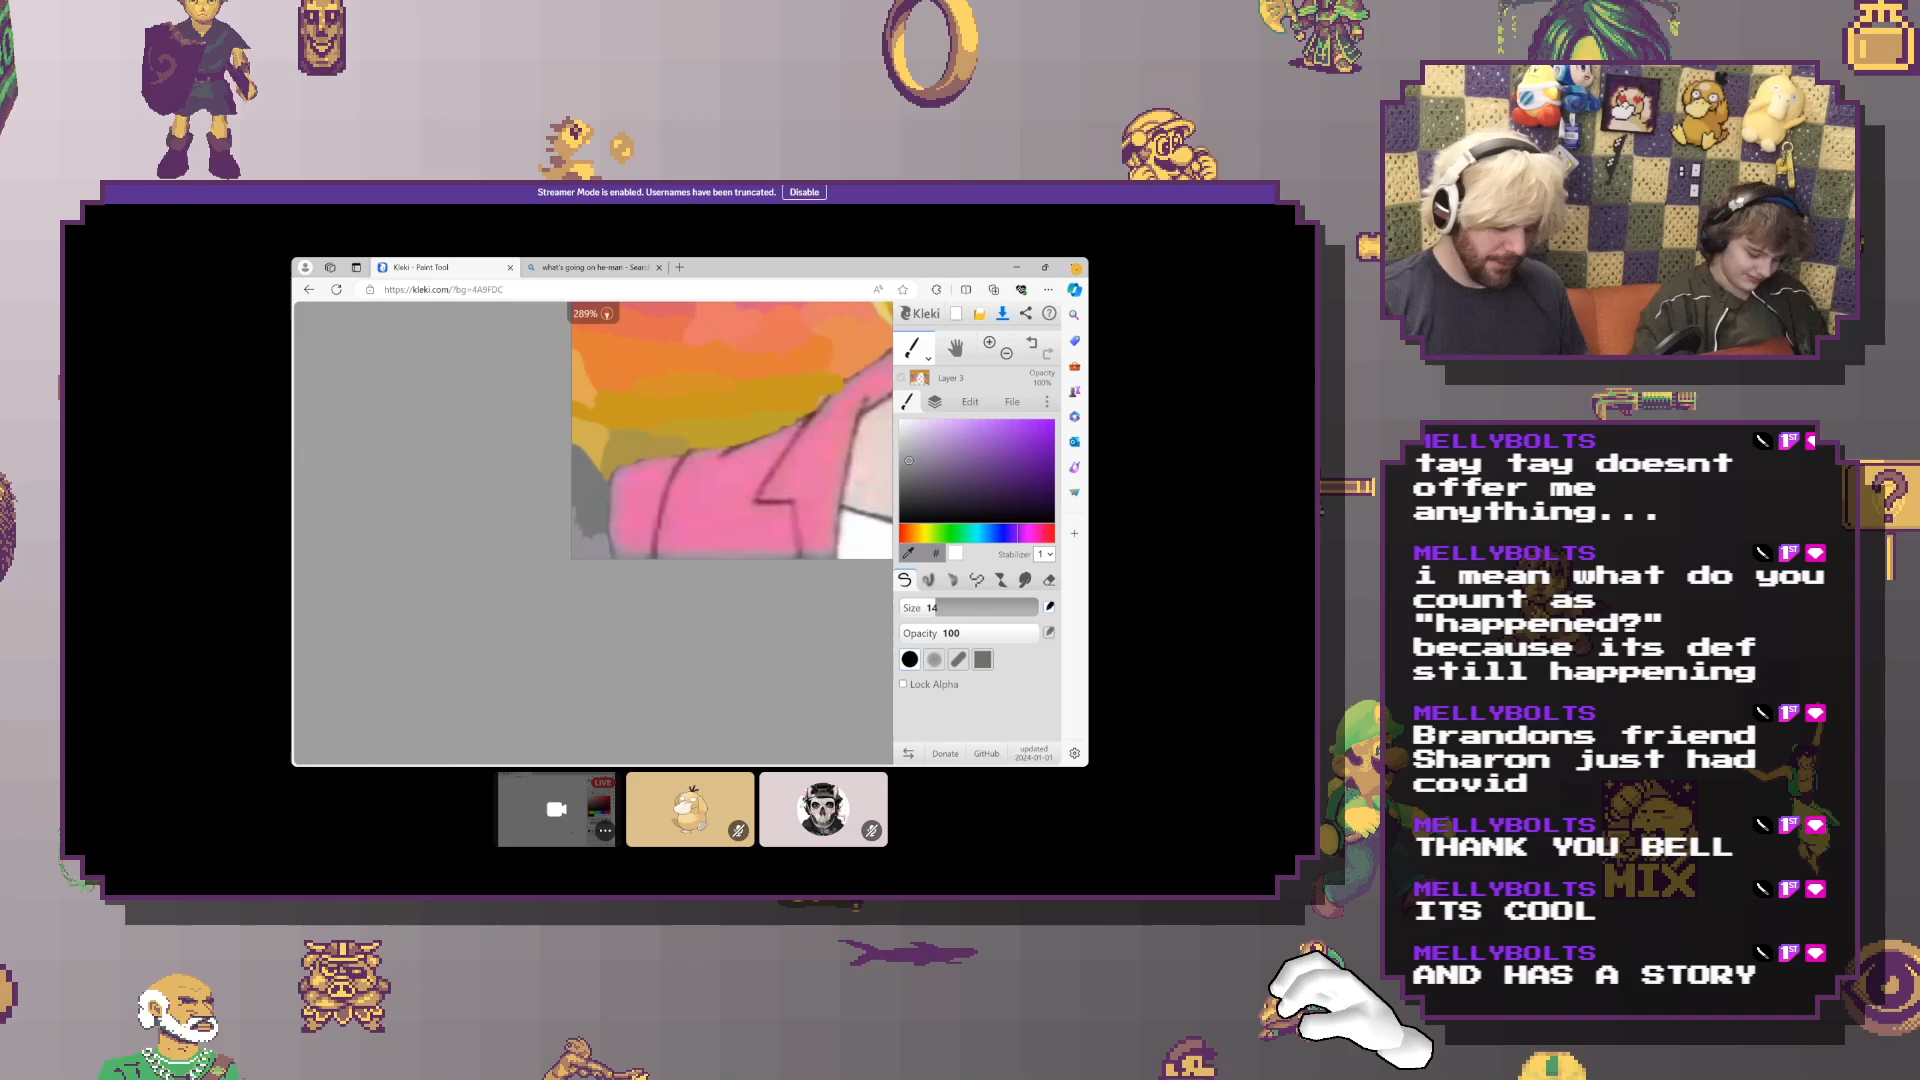 Streamer Mode is enabled. Usernames have been truncated. Disable
Kleki - Paint Tool
what's going on he-man - Searc
https://kleki.com/?bg=4A9FDC
289%
Kleki
Layer 3
Opacity
100%
Edit
File
#
Stabilizer 1
Size 14
Opacity 100
Lock Alpha
Donate
GitHub
updated
2024-01-01
LIVE
MELLYBOLTS
tay tay doesnt
offer me
anything...
MELLYBOLTS
i mean what do you
count as
"happened?"
because its def
still happening
MELLYBOLTS
Brandons friend
Sharon just had
covid
MELLYBOLTS
THANK YOU BELL
MELLYBOLTS
ITS COOL
MELLYBOLTS
AND HAS A STORY
MIX